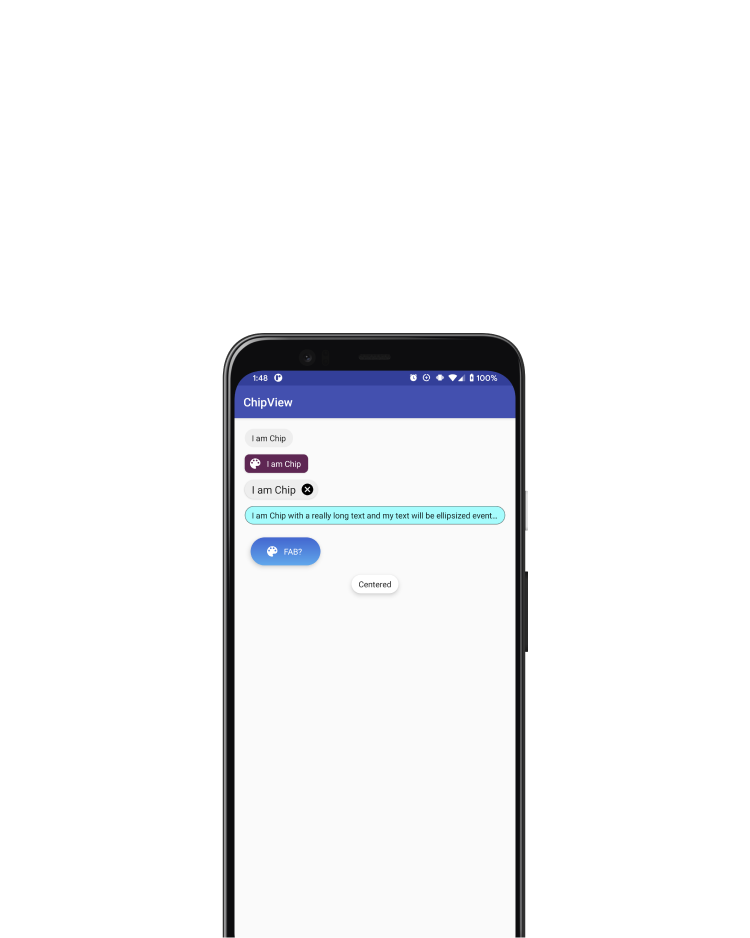 1:48 100%
ChipView
I am Chip
I am Chip
I am Chip
I am Chip with a really long text and my text will be ellipsized event...
FAB?
Centered